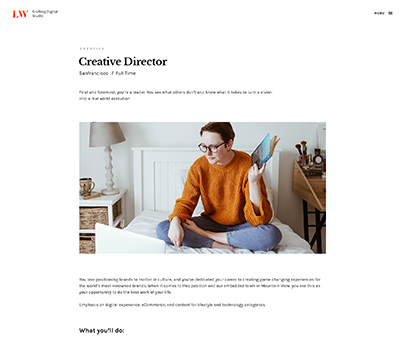 LW
Crafting Digital
Studio
MENU
CREATIVE
Creative Director
Sanfrancisco // Full Time
First and foremost, you're a leader. You see what others don't and know what it takes to turn a vision
into a real world execution
You love positioning brands to matter in culture, and you've dedicated your career to creating game-changing experiences for
the world's most renowned brands. When it comes to this position and our embedded team in Mountain View, you see this as
your opportunity to do the best work of your life.
Emphasis on digital experience, eCommerce, and content for lifestyle and technology categories.
What you'll do: